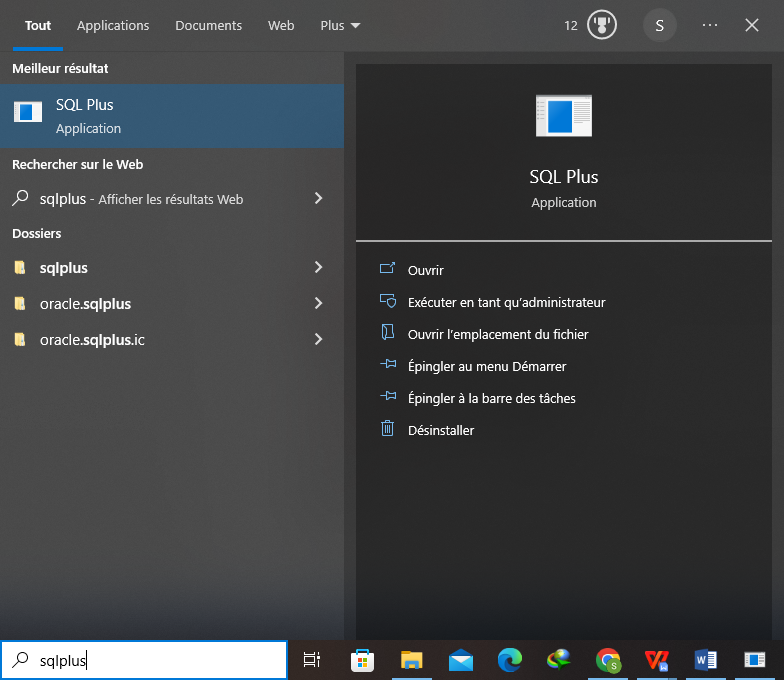 Tout Applications Documents Web Plus 12 S ...
Meilleur résultat
SQL Plus
Application
Rechercher sur le Web
sqlplus - Afficher les résultats Web
Dossiers
sqlplus
oracle.sqlplus
oracle.sqlplus.ic
SQL Plus
Application
Ouvrir
Exécuter en tant qu'administrateur
Ouvrir l'emplacement du fichier
Épingler au menu Démarrer
Épingler à la barre des tâches
Désinstaller
sqlplus
S
W